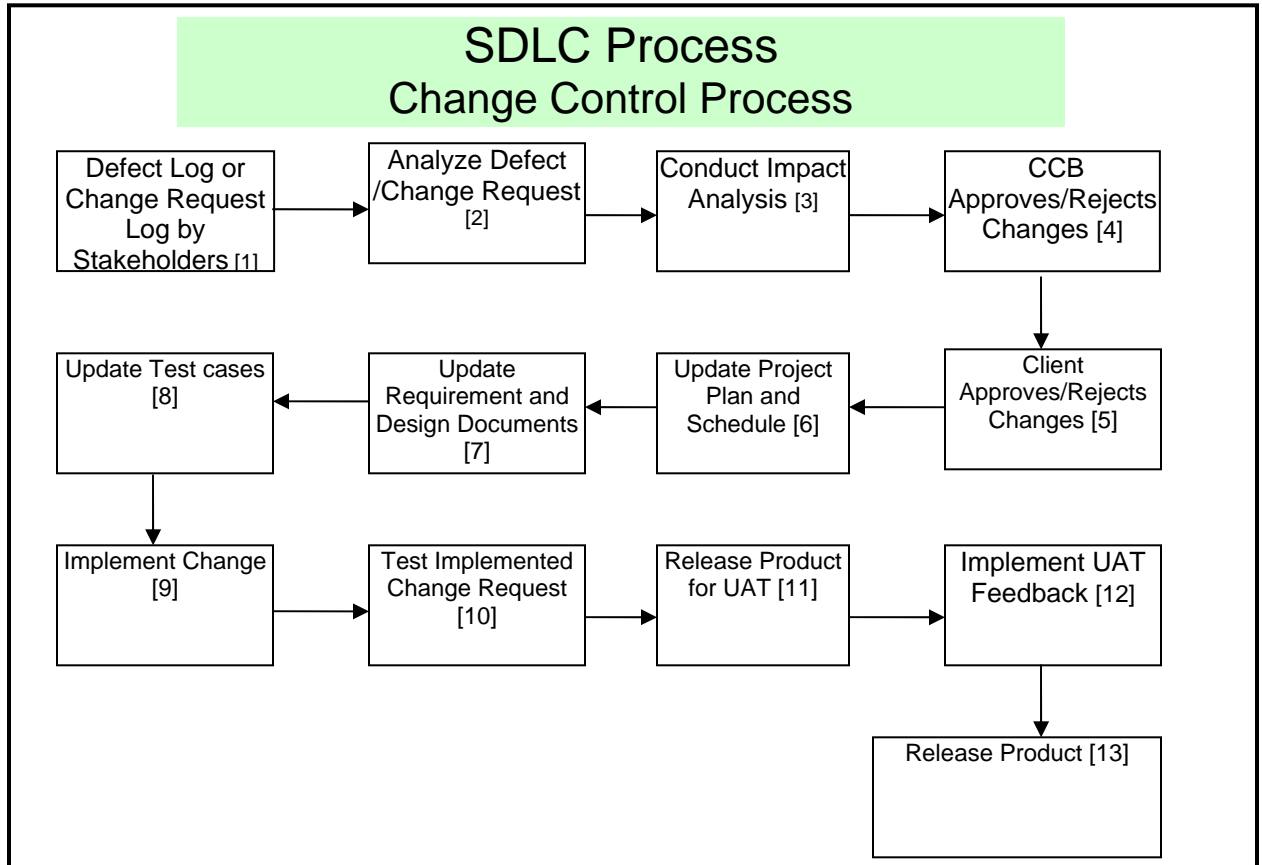 SDLC Process
Change Control Process
Defect Log or
Change Request
Log by
Stakeholders [1]
Analyze Defect
/Change Request
[2]
Conduct Impact
Analysis [3]
CCB
Approves/Rejects
Changes [4]
Update Test cases
[8]
Update
Requirement and
Design Documents
[7]
Update Project
Plan and
Schedule [6]
Client
Approves/Rejects
Changes [5]
Implement Change
[9]
Test Implemented
Change Request
[10]
Release Product
for UAT [11]
Implement UAT
Feedback [12]
Release Product [13]